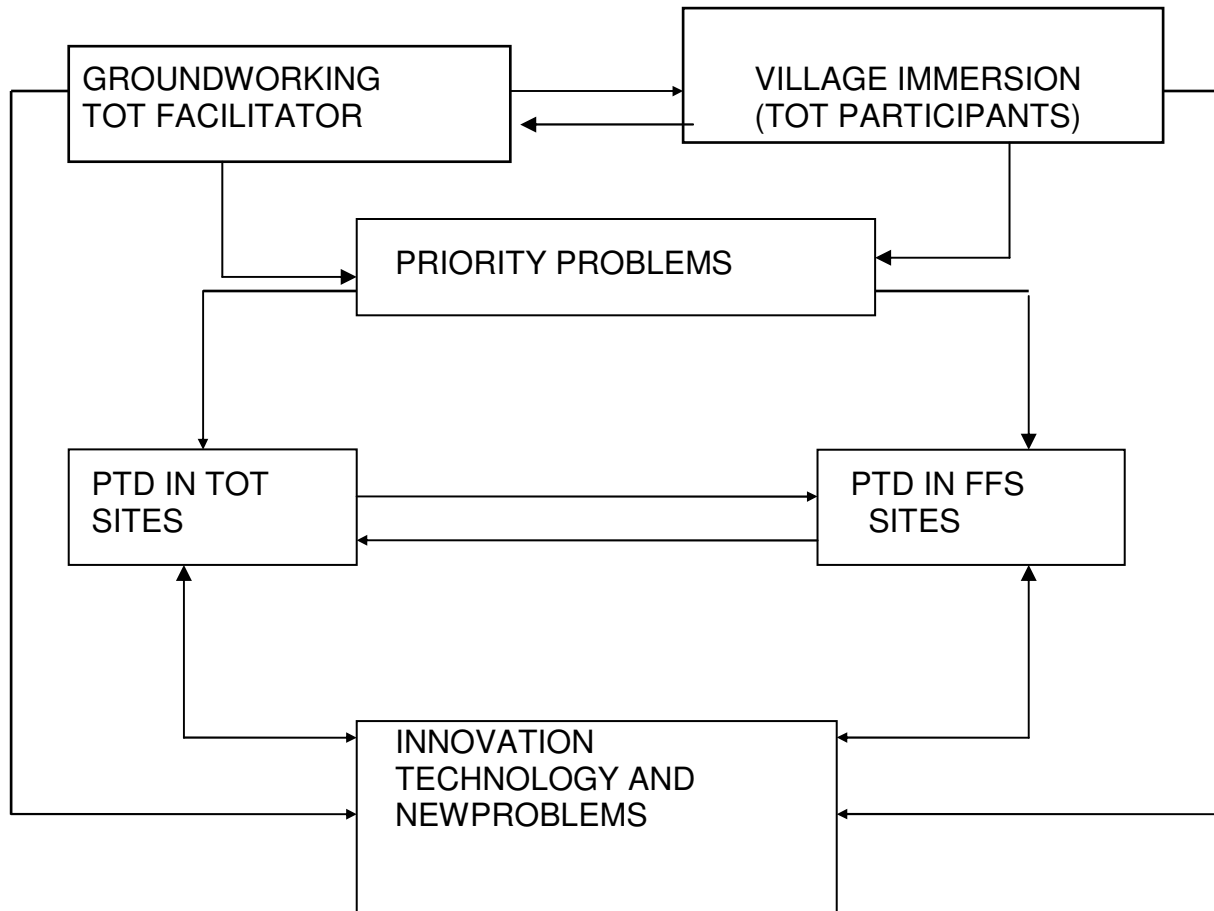 GROUNDWORKING
TOT FACILITATOR
VILLAGE IMMERSION
(TOT PARTICIPANTS)
PRIORITY PROBLEMS
PTD IN TOT
SITES
PTD IN FFS
SITES
INNOVATION
TECHNOLOGY AND
NEWPROBLEMS